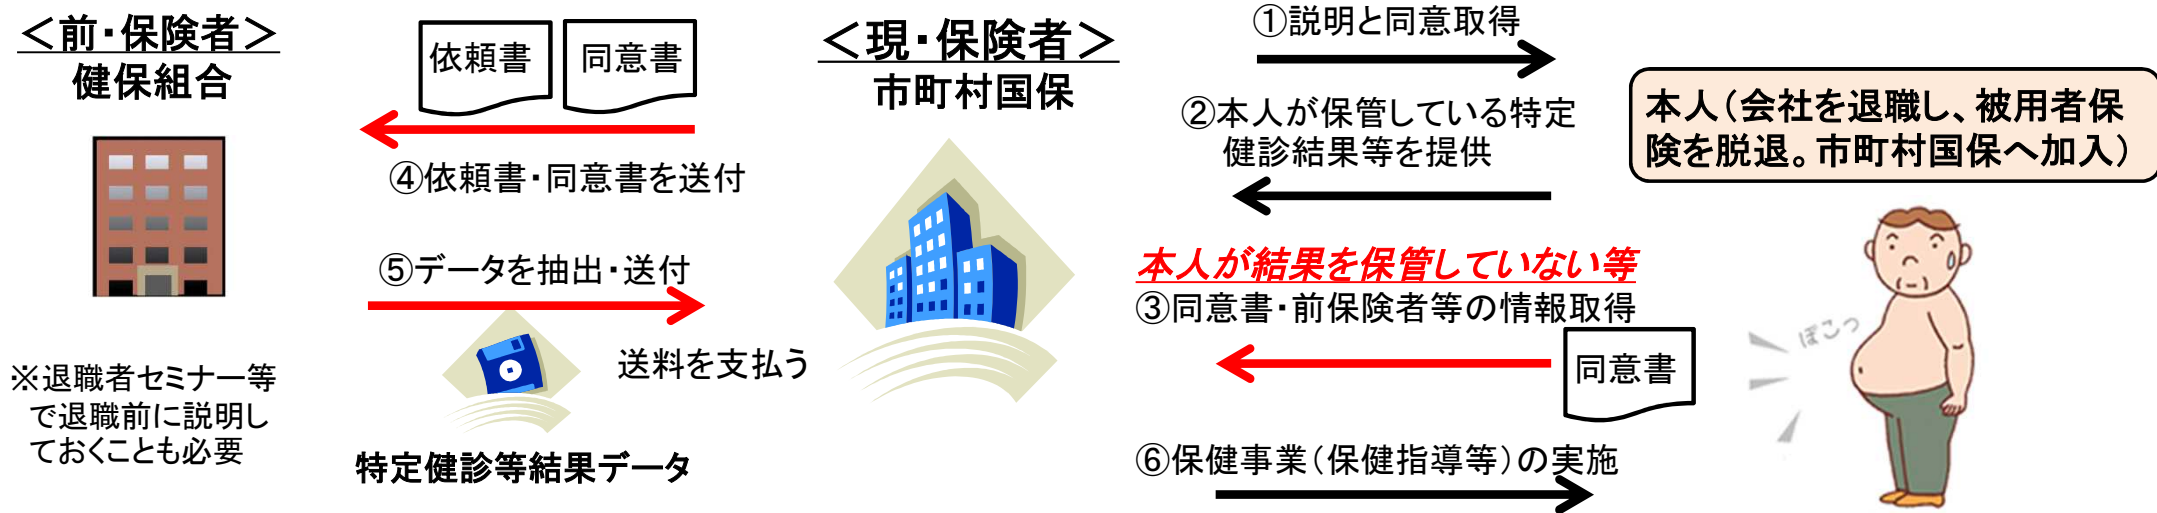 ＜前・保険者＞
健保組合
※退職者セミナー等
で退職前に説明し
ておくことも必要
依頼書
同意書
④依頼書・同意書を送付
⑤データを抽出・送付
送料を支払う
特定健診等結果データ
＜現・保険者＞
市町村国保
①説明と同意取得
②本人が保管している特定
健診結果等を提供
本人が結果を保管していない等
③同意書・前保険者等の情報取得
同意書
⑥保健事業（保健指導等）の実施
本人（会社を退職し、被用者保
険を脱退。市町村国保へ加入）
ぽこっ